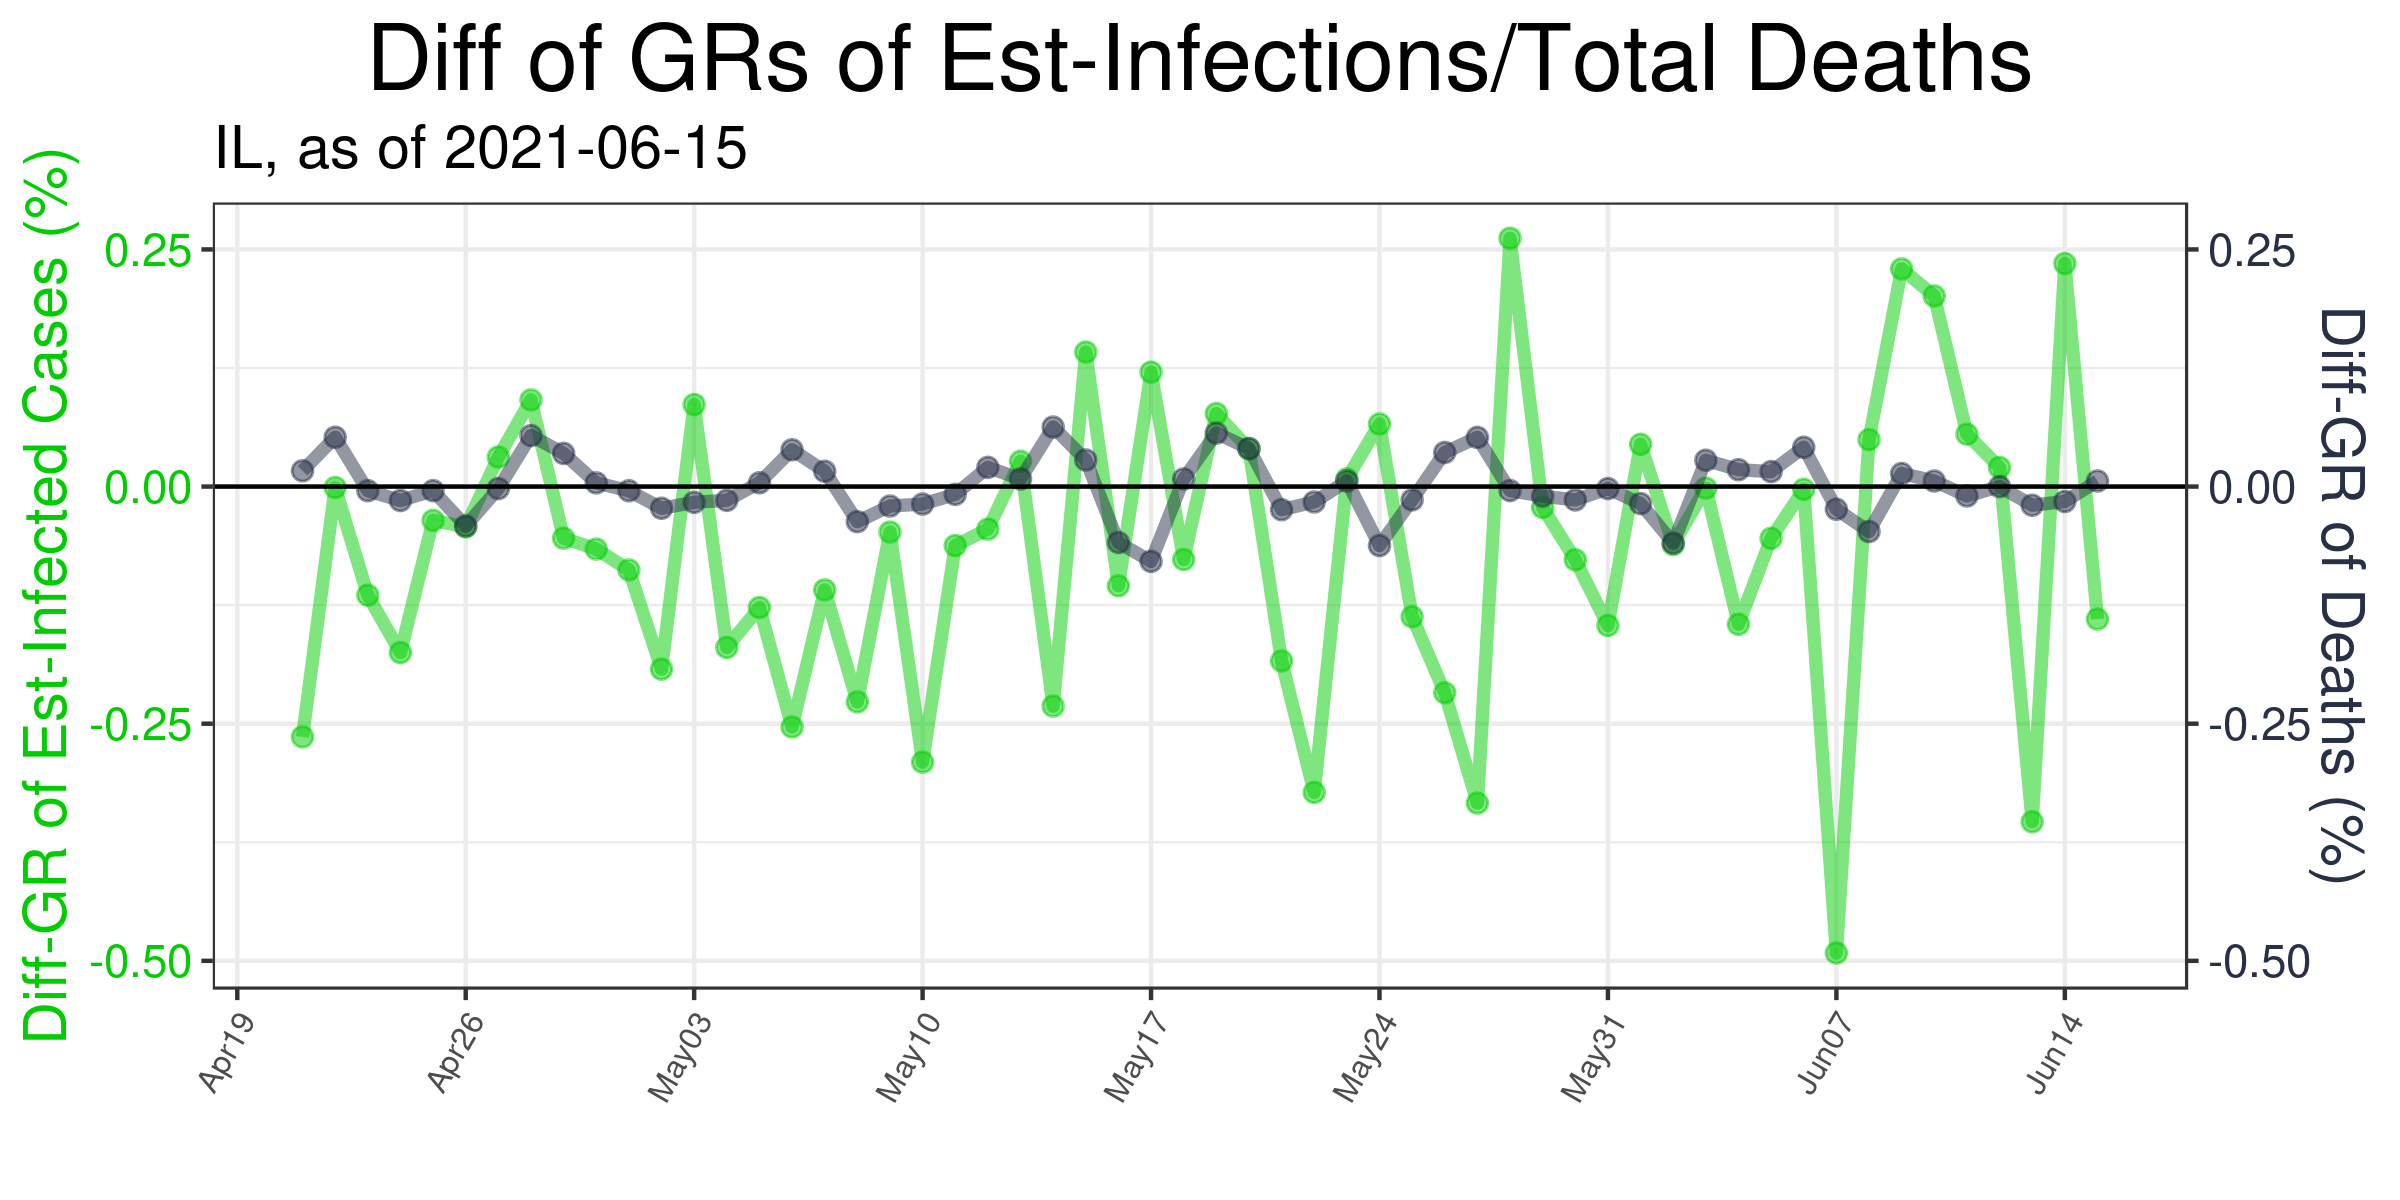 Diff of GRs of Est-Infections/Total Deaths
IL, as of 2021-06-15
Diff-GR of Est-Infected Cases (%)
0.25
0.00
-0.25
-0.50
0.25
0.00
-0.25
-0.50
Diff-GR of Deaths (%)
Apr19
Apr26
May03
May10
May17
May24
May31
Jun07
Jun14